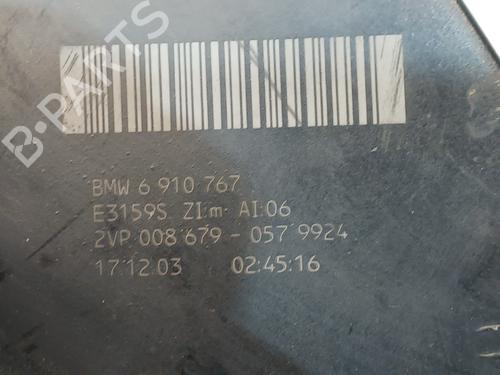 B-PARTS
BMW 6 910 767
E3159S ZI:m AI:06
2VP 008 679 - 057 9924
17.12.03 02:45:16